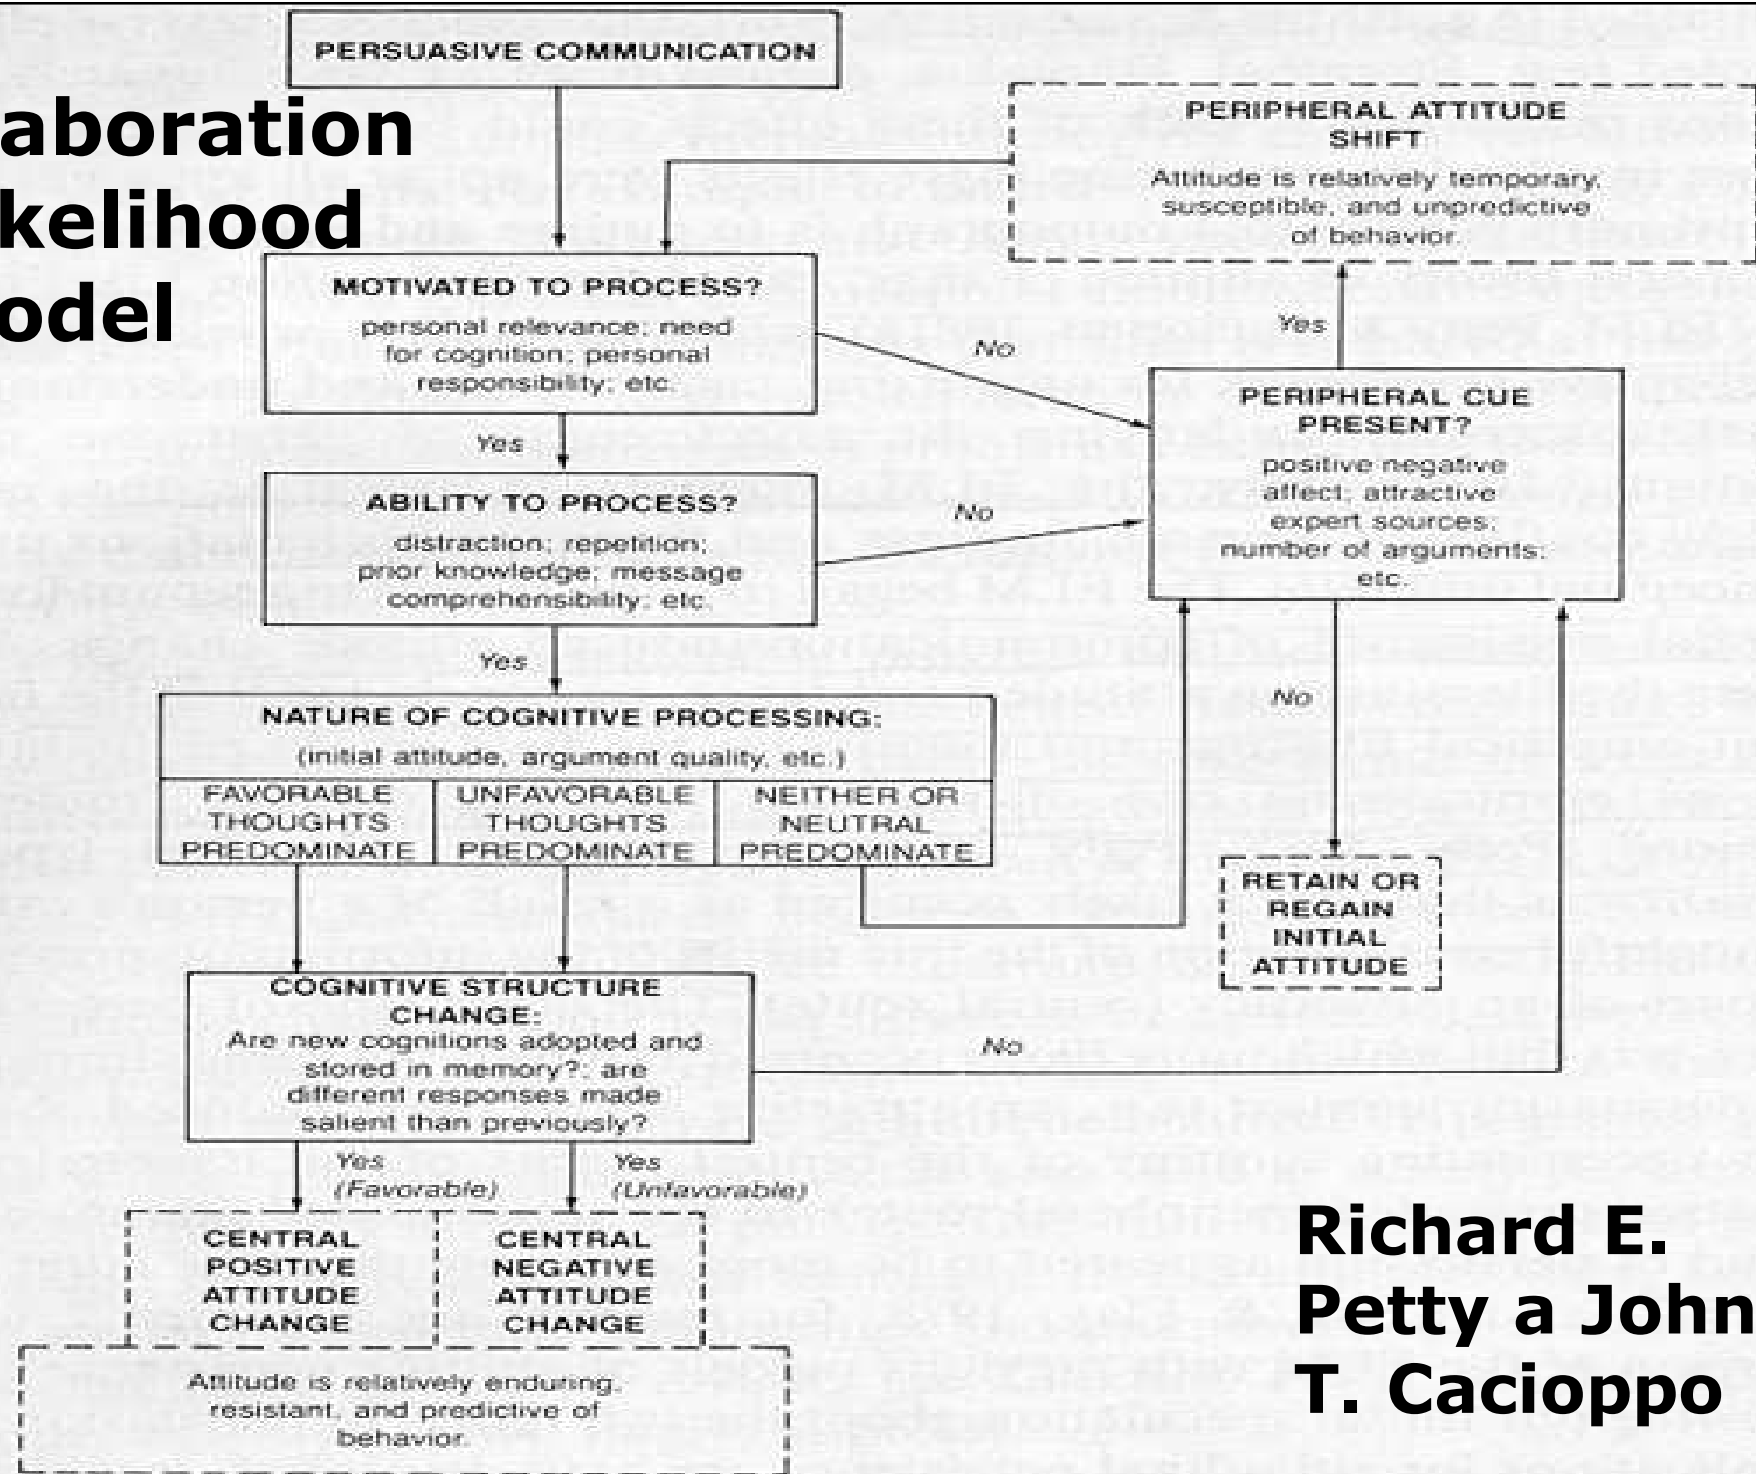 PERSUASIVE COMMUNICATION
aboration
kelihood
odel
PERIPHERAL ATTITUDE
SHIFT
Attitude is relatively temporary,
susceptible, and unpredictive
of behavior.
MOTIVATED TO PROCESS?
personal relevance; need
for cognition; personal
responsibility; etc.
No
Yes
PERIPHERAL CUE
PRESENT?
positive negative
affect; attractive
expert sources;
number of arguments;
etc.
Yes
ABILITY TO PROCESS?
distraction; repetition;
prior knowledge; message
comprehensibility; etc.
No
Yes
No
NATURE OF COGNITIVE PROCESSING:
(initial attitude, argument quality, etc.)
FAVORABLE
THOUGHTS
PREDOMINATE
UNFAVORABLE
THOUGHTS
PREDOMINATE
NEITHER OR
NEUTRAL
PREDOMINATE
RETAIN OR
REGAIN
INITIAL
ATTITUDE
COGNITIVE STRUCTURE
CHANGE:
Are new cognitions adopted and
stored in memory?; are
different responses made
salient than previously?
No
Yes
(Favorable)
Yes
(Unfavorable)
CENTRAL
POSITIVE
ATTITUDE
CHANGE
CENTRAL
NEGATIVE
ATTITUDE
CHANGE
Attitude is relatively enduring,
resistant, and predictive of
behavior.
Richard E.
Petty a John
T. Cacioppo